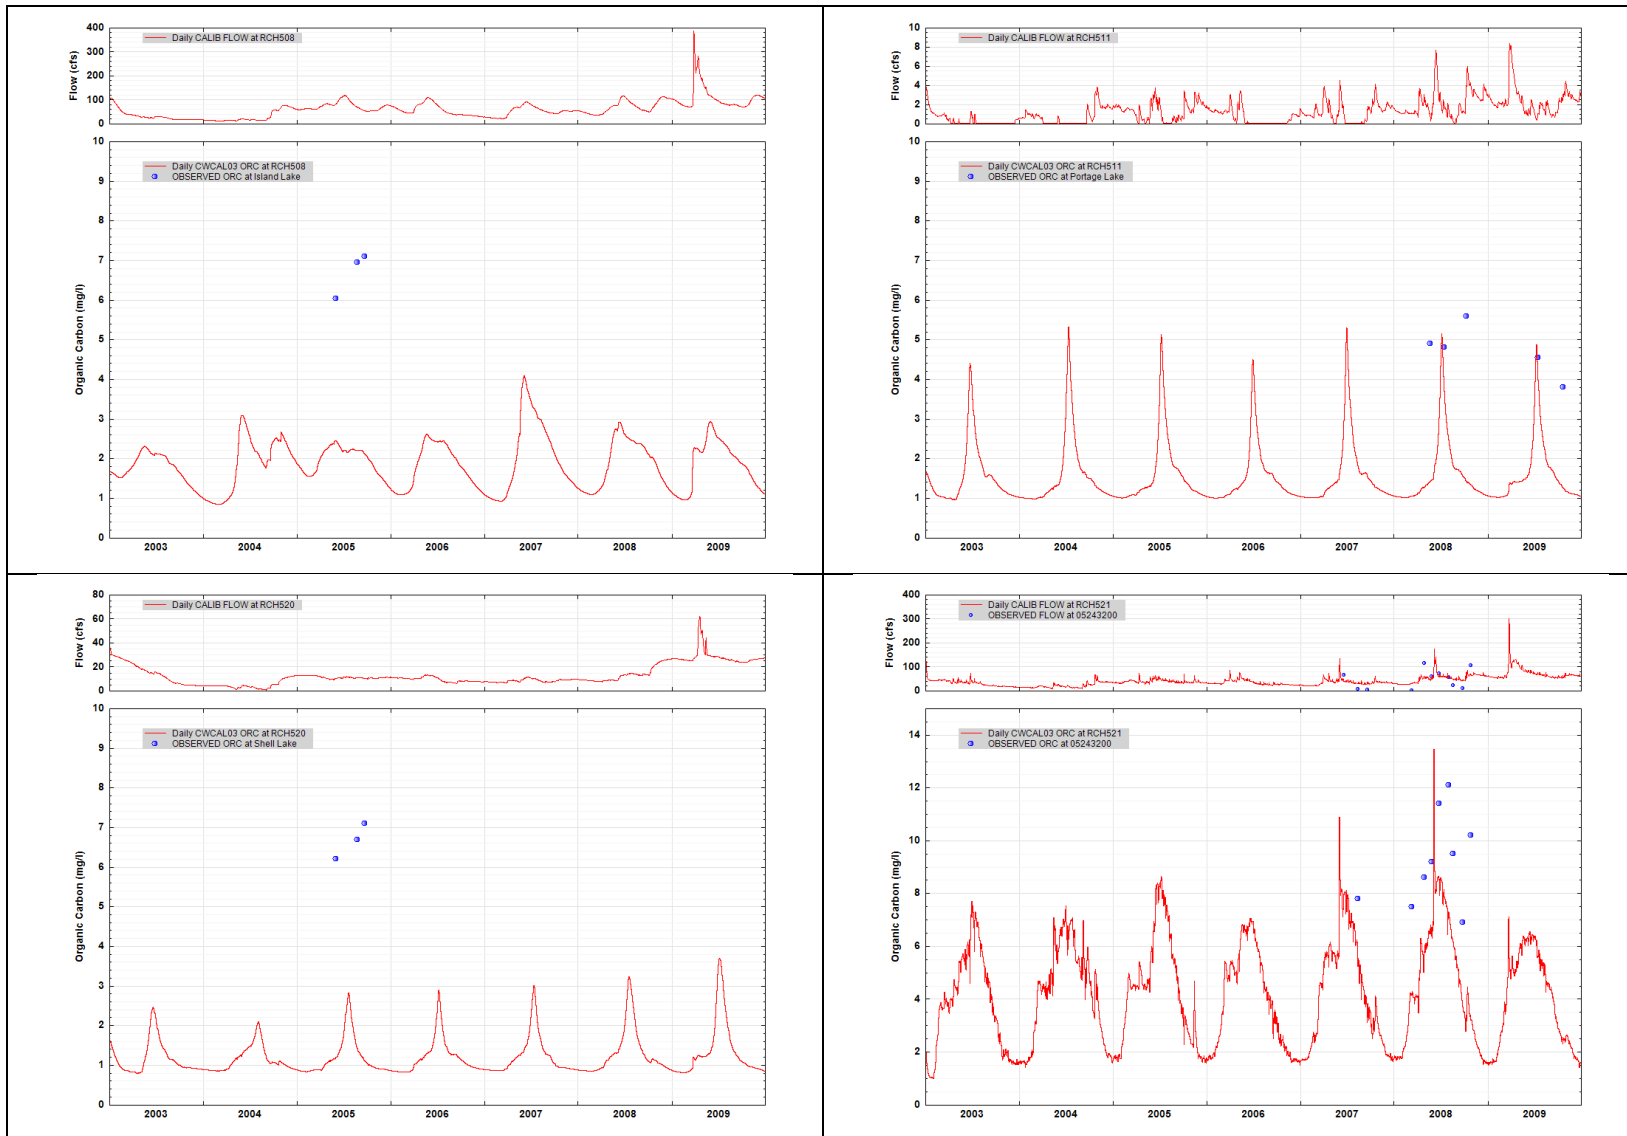 Flow (cfs)
400
300
200
100
0
Daily CALIB FLOW at RCH508
Organic Carbon (mg/l)
10
9
8
7
6
5
4
3
2
1
0
Daily CWCAL03 ORC at RCH508
OBSERVED ORC at Island Lake
2003 2004 2005 2006 2007 2008 2009
Flow (cfs)
10
8
6
4
2
0
Daily CALIB FLOW at RCH511
Organic Carbon (mg/l)
10
9
8
7
6
5
4
3
2
1
0
Daily CWCAL03 ORC at RCH511
OBSERVED ORC at Portage Lake
2003 2004 2005 2006 2007 2008 2009
Flow (cfs)
80
60
40
20
0
Daily CALIB FLOW at RCH520
Organic Carbon (mg/l)
10
9
8
7
6
5
4
3
2
1
0
Daily CWCAL03 ORC at RCH520
OBSERVED ORC at Shell Lake
2003 2004 2005 2006 2007 2008 2009
Flow (cfs)
400
300
200
100
0
Daily CALIB FLOW at RCH521
OBSERVED FLOW at 05243200
Organic Carbon (mg/l)
14
12
10
8
6
4
2
0
Daily CWCAL03 ORC at RCH521
OBSERVED ORC at 05243200
2003 2004 2005 2006 2007 2008 2009